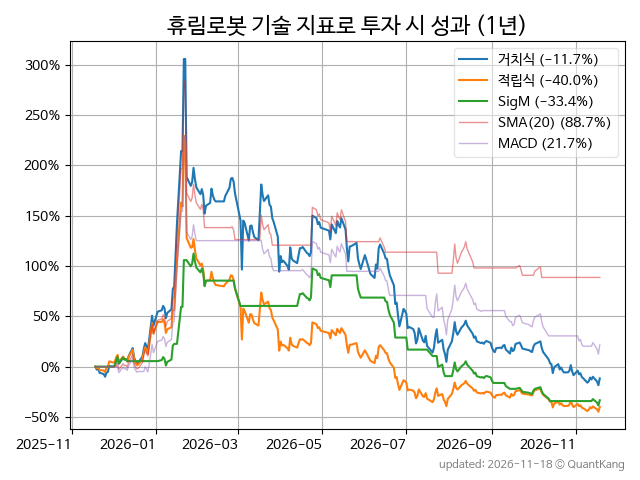 휴림로봇 기술 지표로 투자 시 성과 (1년)
거치식 (−11.7%)
적립식 (−40.0%)
SigM (−33.4%)
SMA(20) (88.7%)
MACD (21.7%)
300%
250%
200%
150%
100%
50%
0%
−50%
2025-11 2026-01 2026-03 2026-05 2026-07 2026-09 2026-11
updated: 2026-11-18 © QuantKang